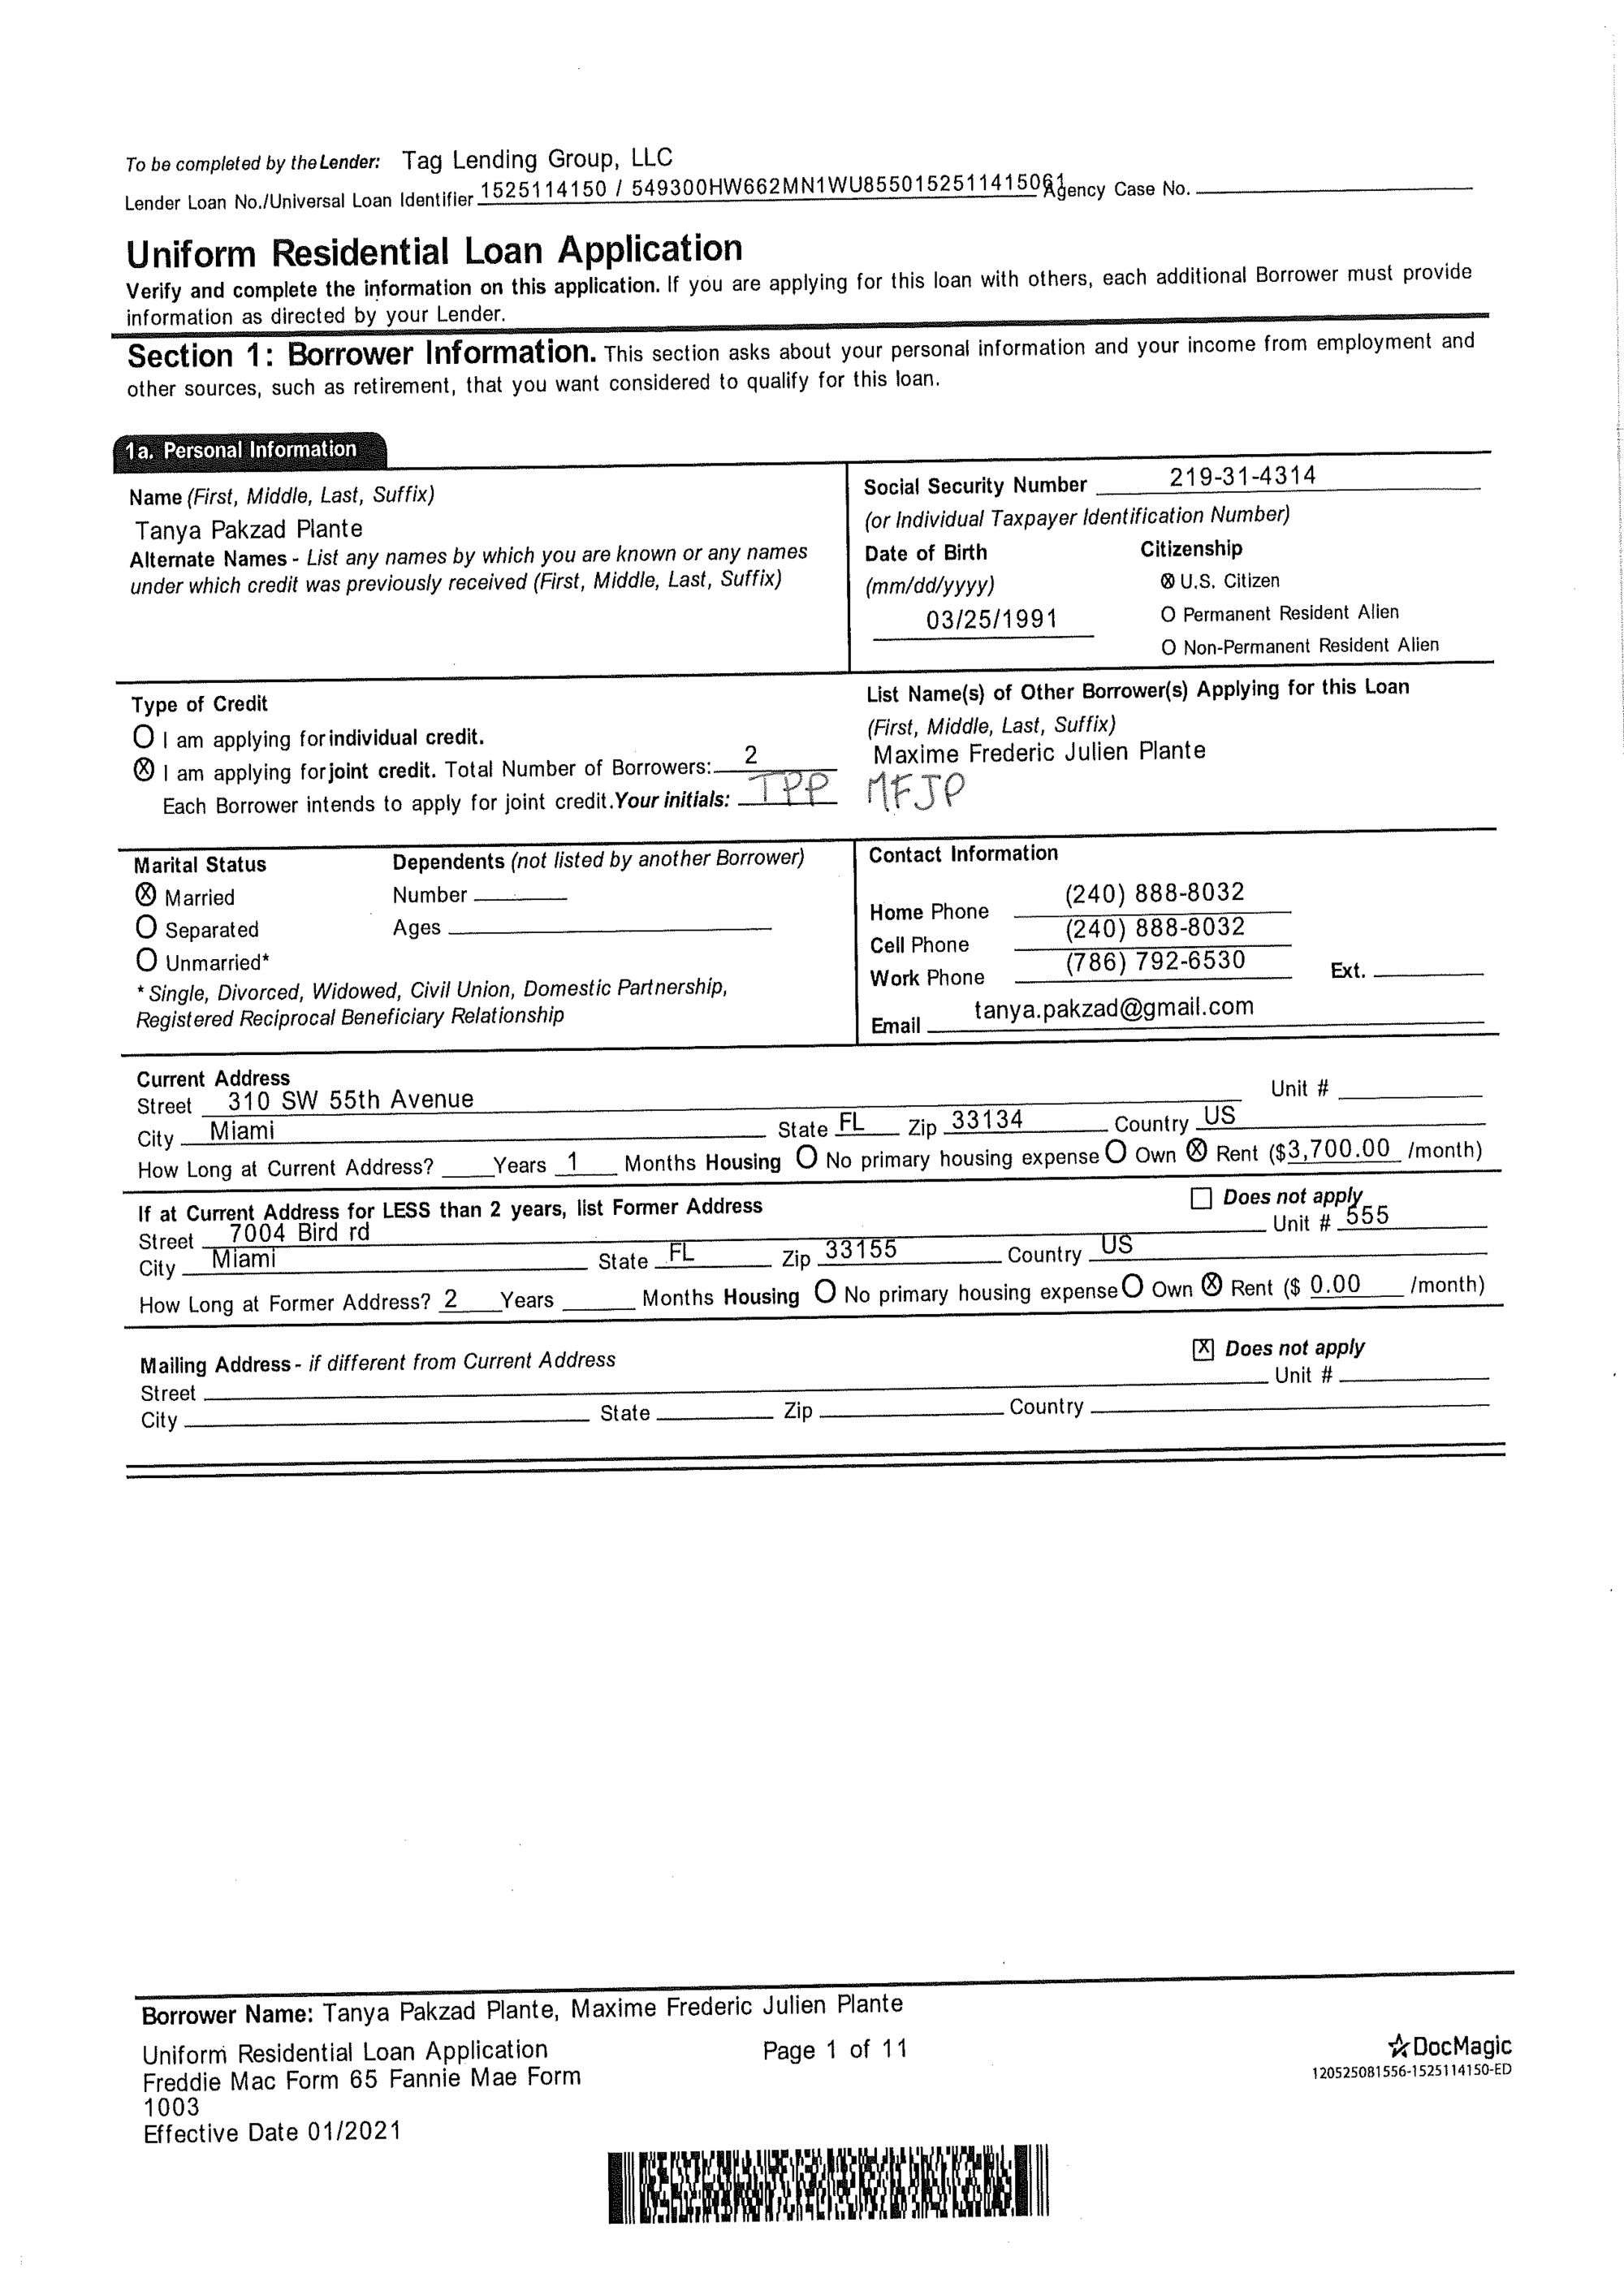 To be completed by the Lender: Tag Lending Group, LLC
Lender Loan No./Universal Loan Identifier 1525114150 / 549300HW662MN1WU8550152511415061 Agency Case No.
Uniform Residential Loan Application
Verify and complete the information on this application. If you are applying for this loan with others, each additional Borrower must provide
information as directed by your Lender.
Section 1: Borrower Information. This section asks about your personal information and your income from employment and
other sources, such as retirement, that you want considered to qualify for this loan.
1a. Personal Information
Name (First, Middle, Last, Suffix)
Tanya Pakzad Plante
Alternate Names - List any names by which you are known or any names
under which credit was previously received (First, Middle, Last, Suffix)
Social Security Number 219-31-4314
(or Individual Taxpayer Identification Number)
Date of Birth Citizenship
(mm/dd/yyyy) ⊗ U.S. Citizen
03/25/1991 O Permanent Resident Alien
O Non-Permanent Resident Alien
Type of Credit
O I am applying for individual credit.
⊗ I am applying for joint credit. Total Number of Borrowers: 2
Each Borrower intends to apply for joint credit. Your initials: TPP MFJP
List Name(s) of Other Borrower(s) Applying for this Loan
(First, Middle, Last, Suffix)
Maxime Frederic Julien Plante
Marital Status Dependents (not listed by another Borrower)
⊗ Married Number
O Separated Ages
O Unmarried*
* Single, Divorced, Widowed, Civil Union, Domestic Partnership,
Registered Reciprocal Beneficiary Relationship
Contact Information
Home Phone (240) 888-8032
Cell Phone (240) 888-8032
Work Phone (786) 792-6530 Ext.
Email tanya.pakzad@gmail.com
Current Address
Street 310 SW 55th Avenue Unit #
City Miami State FL Zip 33134 Country US
How Long at Current Address? Years 1 Months Housing O No primary housing expense O Own ⊗ Rent ($3,700.00 /month)
If at Current Address for LESS than 2 years, list Former Address ☐ Does not apply
Street 7004 Bird rd Unit # 555
City Miami State FL Zip 33155 Country US
How Long at Former Address? 2 Years Months Housing O No primary housing expense O Own ⊗ Rent ($ 0.00 /month)
Mailing Address - if different from Current Address ☒ Does not apply
Street Unit #
City State Zip Country
Borrower Name: Tanya Pakzad Plante, Maxime Frederic Julien Plante
Uniform Residential Loan Application Page 1 of 11
Freddie Mac Form 65 Fannie Mae Form
1003
Effective Date 01/2021
DocMagic
120525081556-1525114150-ED